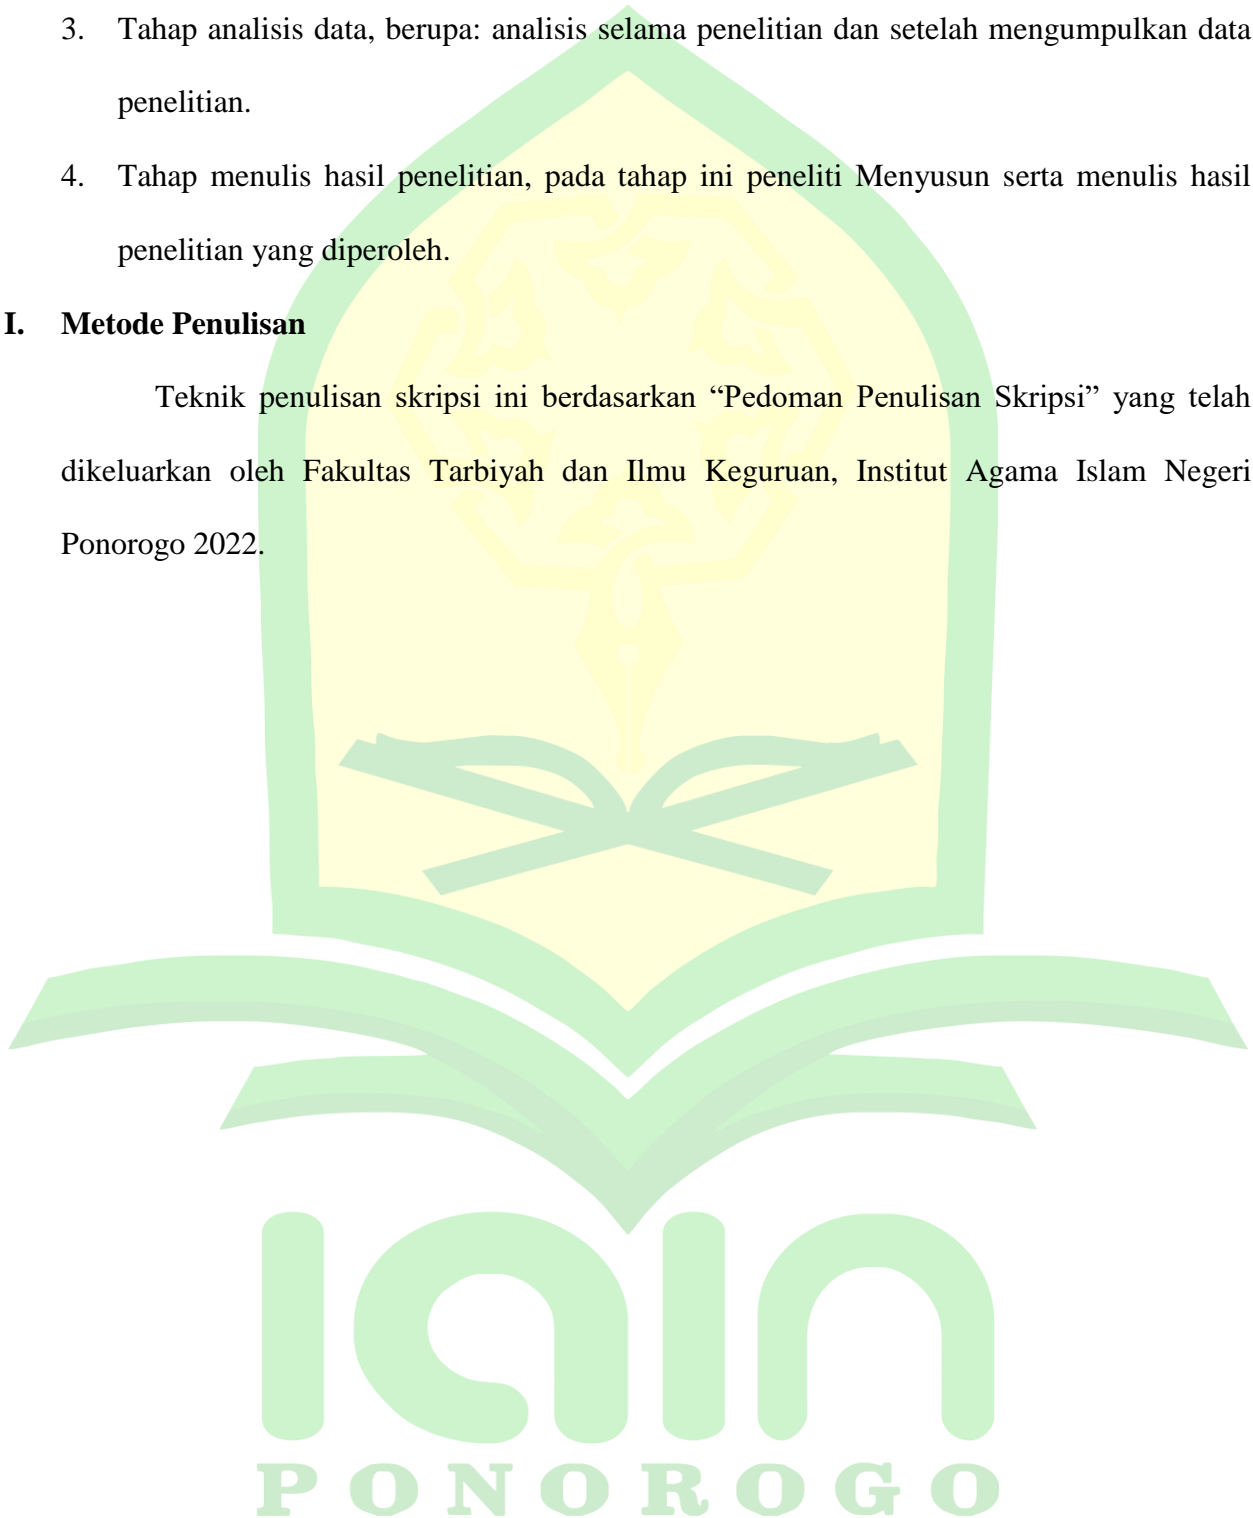 3. Tahap analisis data, berupa: analisis selama penelitian dan setelah mengumpulkan data
penelitian.
4. Tahap menulis hasil penelitian, pada tahap ini peneliti Menyusun serta menulis hasil
penelitian yang diperoleh.
I. Metode Penulisan
Teknik penulisan skripsi ini berdasarkan “Pedoman Penulisan Skripsi” yang telah
dikeluarkan oleh Fakultas Tarbiyah dan Ilmu Keguruan, Institut Agama Islam Negeri
Ponorogo 2022.
iain
PONOROGO